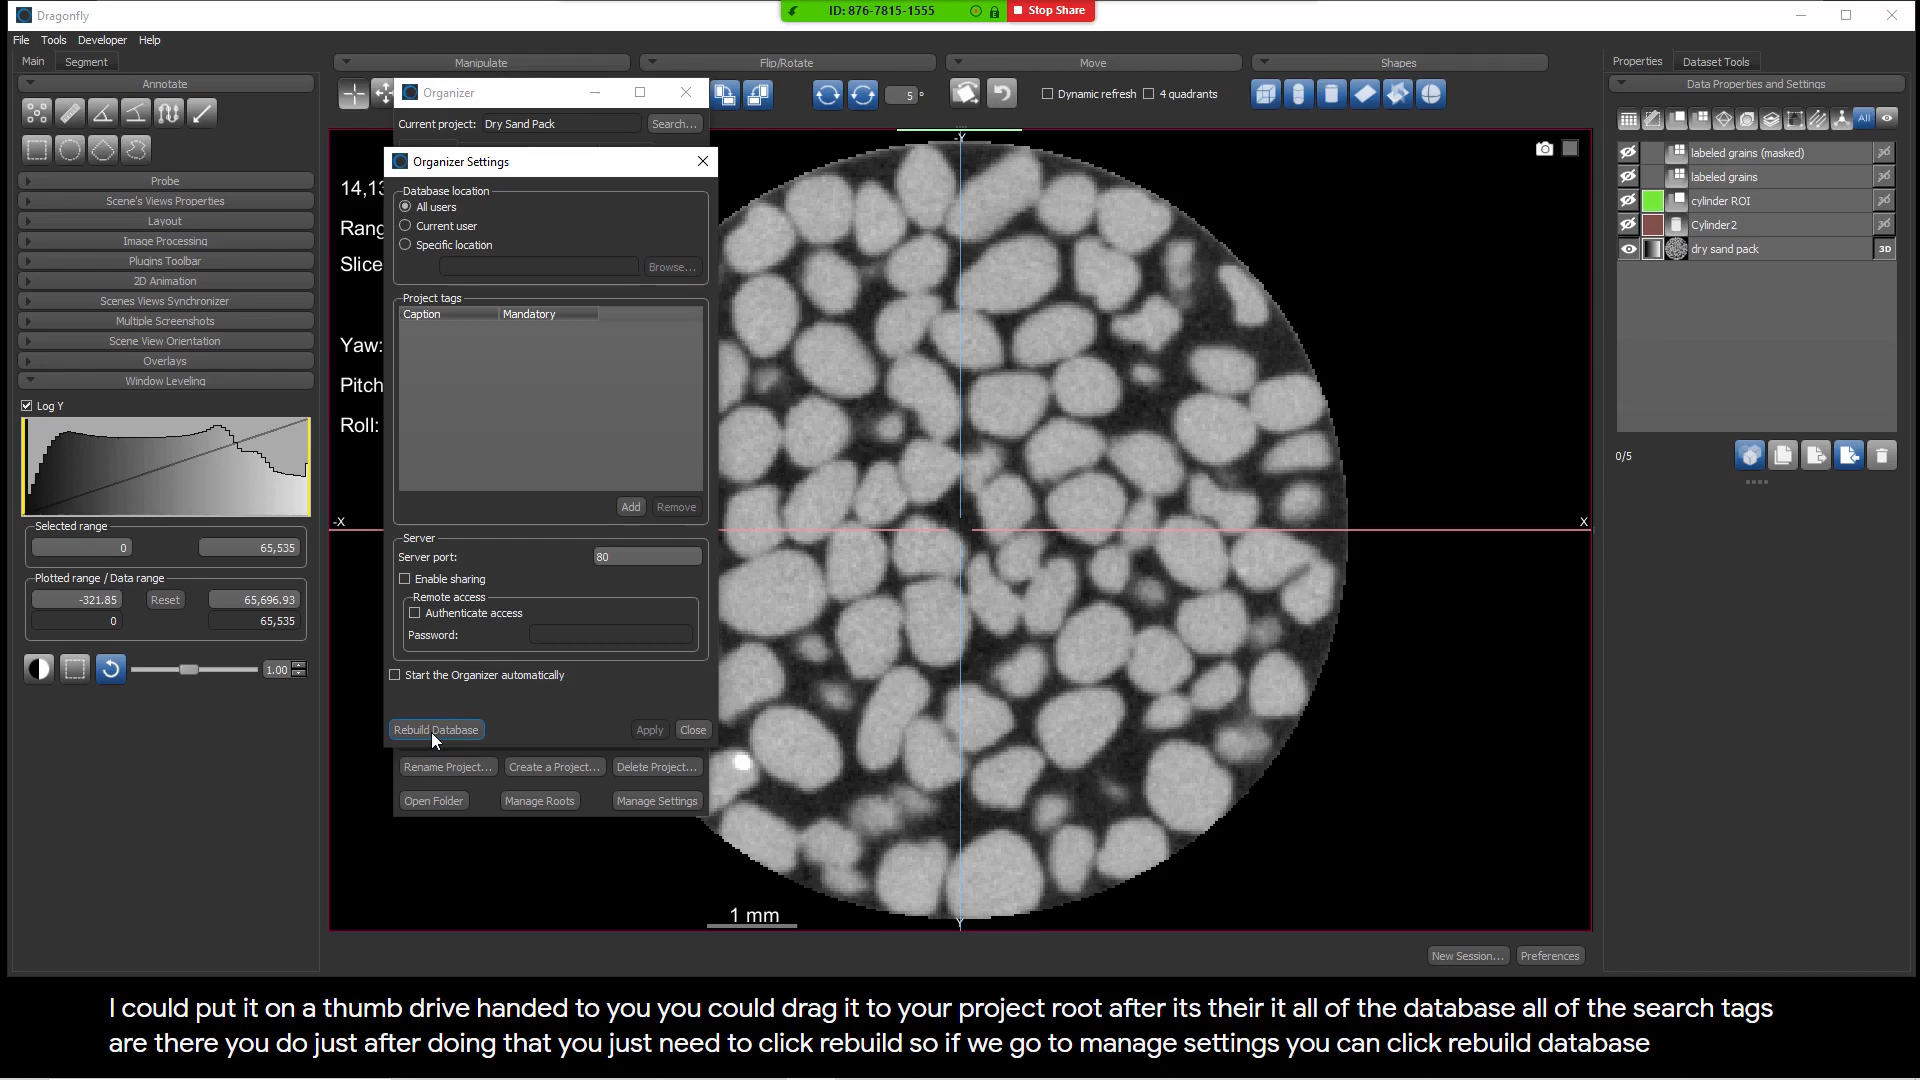 Dragonfly
ID: 876-7815-1555
Stop Share
File Tools Developer Help
Main Segment
Manipulate
Flip/Rotate
Move
Shapes
Properties Dataset Tools
Annotate
Data Properties and Settings
Organizer
5 °
Dynamic refresh
4 quadrants
All
Current project: Dry Sand Pack Search...
-Y
Organizer Settings
Database location
All users
Current user
Specific location
Browse...
Project tags
Caption Mandatory
Add Remove
Server
Server port: 80
Enable sharing
Remote access
Authenticate access
Password:
Start the Organizer automatically
Rebuild Database Apply Close
Rename Project... Create a Project... Delete Project...
Open Folder Manage Roots Manage Settings
Probe
Scene's Views Properties
Layout
Image Processing
Plugins Toolbar
2D Animation
Scenes Views Synchronizer
Multiple Screenshots
Scene View Orientation
Overlays
Window Leveling
Log Y
Selected range
0 65,535
Plotted range / Data range
-321.85 Reset 65,696.93
0 65,535
1.00
14,13
Rang
Slice
Yaw:
Pitch
Roll:
-X
X
Y
1 mm
labeled grains (masked)
labeled grains
cylinder ROI
Cylinder2
dry sand pack 3D
0/5
New Session... Preferences
I could put it on a thumb drive handed to you you could drag it to your project root after its their it all of the database all of the search tags
are there you do just after doing that you just need to click rebuild so if we go to manage settings you can click rebuild database